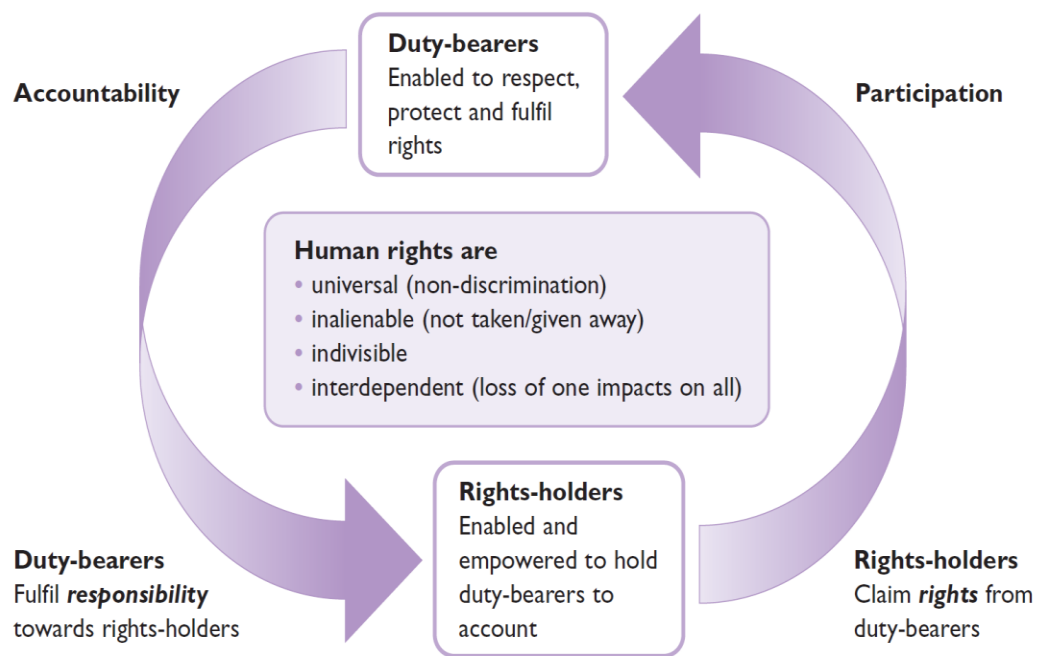 Duty-bearers
Enabled to respect,
protect and fulfil
rights
Accountability
Participation
Human rights are
• universal (non-discrimination)
• inalienable (not taken/given away)
• indivisible
• interdependent (loss of one impacts on all)
Rights-holders
Enabled and
empowered to hold
duty-bearers to
account
Duty-bearers
Fulfil responsibility
towards rights-holders
Rights-holders
Claim rights from
duty-bearers